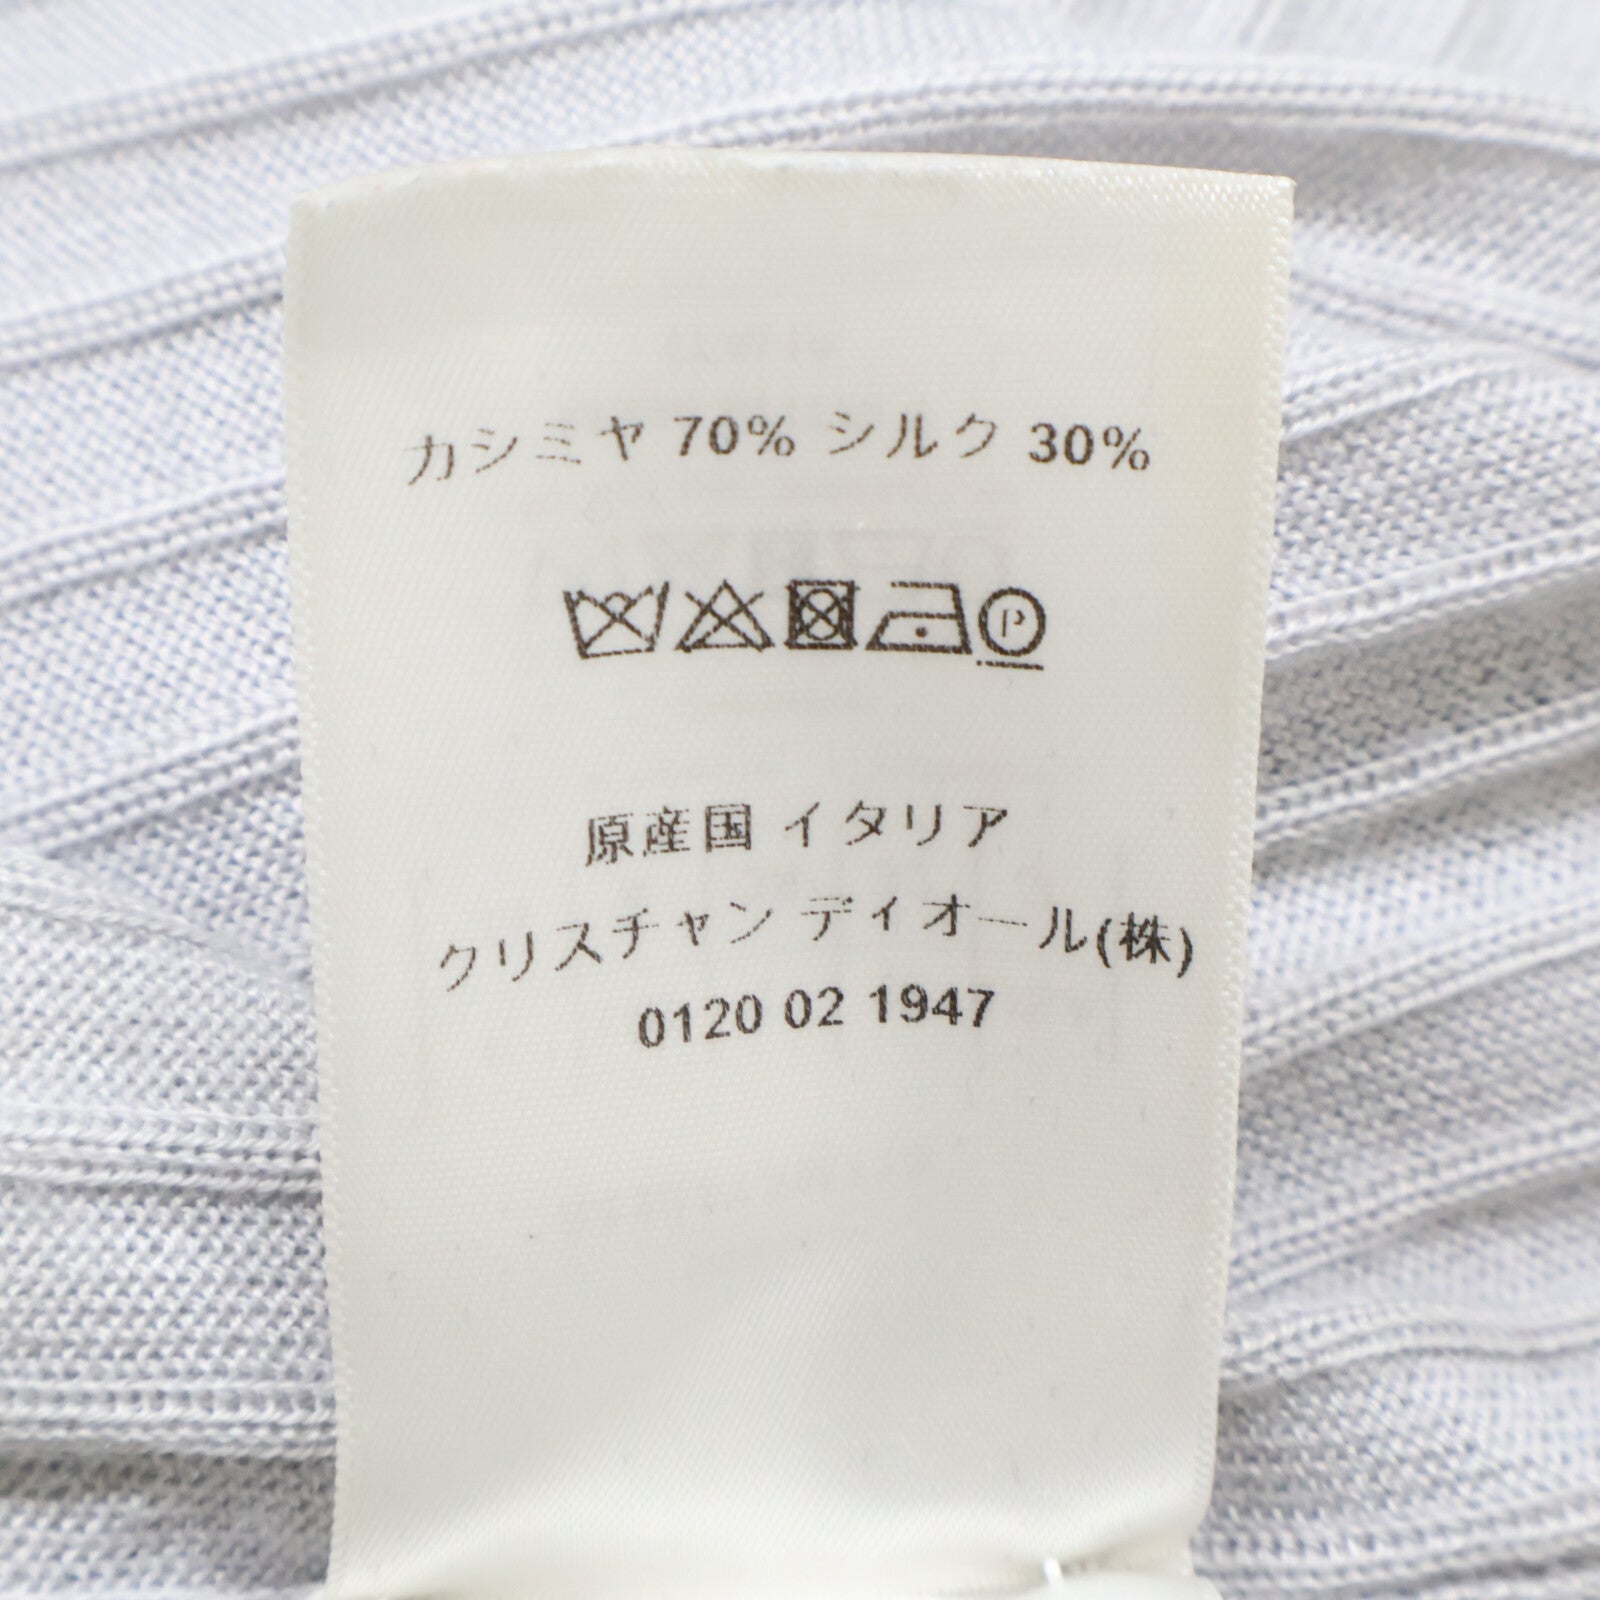 カシミヤ 70% シルク 30%
P
原産国 イタリア
クリスチャン ディオール(株)
0120 02 1947